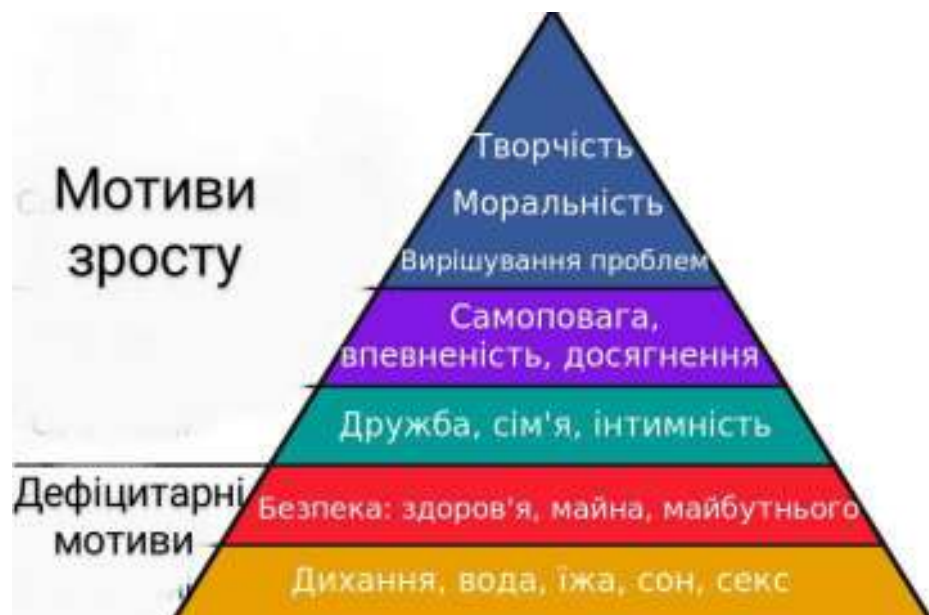 Мотиви
зросту
Творчість
Моральність
Вирішування проблем
Самоповага,
впевненість, досягнення
Дружба, сім'я, інтимність
Дефіцитарні
мотиви
Безпека: здоров'я, майна, майбутнього
Дихання, вода, їжа, сон, секс